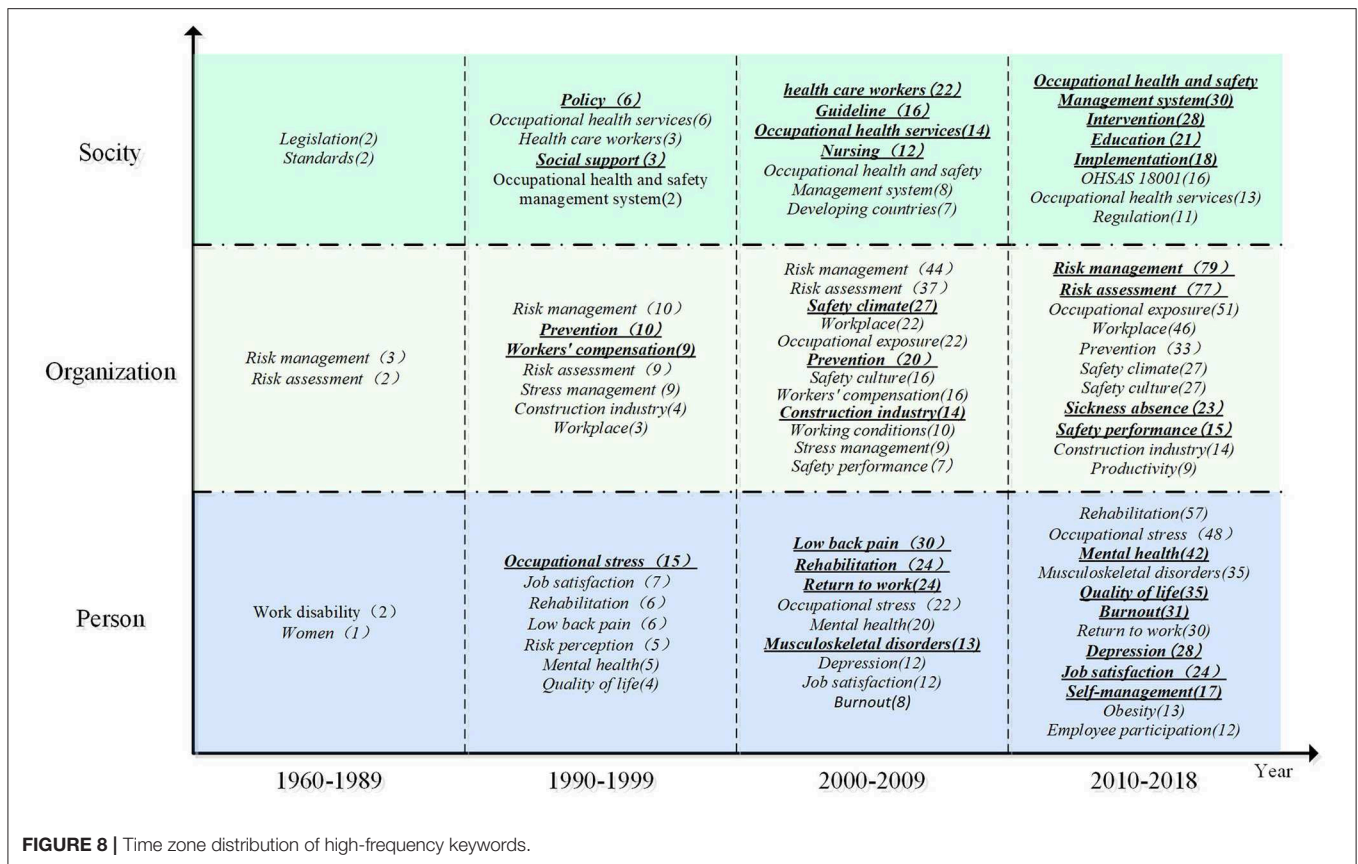 Socity
Legislation(2)
Standards(2)
Policy（6）
Occupational health services(6)
Health care workers(3)
Social support(3)
Occupational health and safety
management system(2)
health care workers(22)
Guideline（16）
Occupational health services(14)
Nursing（12）
Occupational health and safety
Management system(8)
Developing countries(7)
Occupational health and safety
Management system(30)
Intervention(28)
Education(21)
Implementation(18)
OHSAS 18001(16)
Occupational health services(13)
Regulation(11)
Organization
Risk management（3）
Risk assessment（2）
Risk management（10）
Prevention（10）
Workers' compensation(9)
Risk assessment（9）
Stress management (9)
Construction industry(4)
Workplace(3)
Risk management（44）
Risk assessment（37）
Safety climate(27)
Workplace(22)
Occupational exposure(22)
Prevention（20）
Safety culture(16)
Workers' compensation(16)
Construction industry(14)
Working conditions(10)
Stress management(9)
Safety performance(7)
Risk management（79）
Risk assessment（77）
Occupational exposure(51)
Workplace(46)
Prevention（33）
Safety climate(27)
Safety culture(27)
Sickness absence(23)
Safety performance(15)
Construction industry(14)
Productivity(9)
Person
Work disability（2）
Women（1）
Occupational stress（15）
Job satisfaction（7）
Rehabilitation（6）
Low back pain（6）
Risk perception（5）
Mental health(5)
Quality of life(4)
Low back pain（30）
Rehabilitation（24）
Return to work(24)
Occupational stress（22）
Mental health(20)
Musculoskeletal disorders(13)
Depression(12)
Job satisfaction(12)
Burnout(8)
Rehabilitation(57)
Occupational stress（48）
Mental health(42)
Musculoskeletal disorders(35)
Quality of life(35)
Burnout(31)
Return to work(30)
Depression（28）
Job satisfaction（24）
Self-management(17)
Obesity(13)
Employee participation(12)
1960-1989
1990-1999
2000-2009
2010-2018
Year
FIGURE 8 | Time zone distribution of high-frequency keywords.